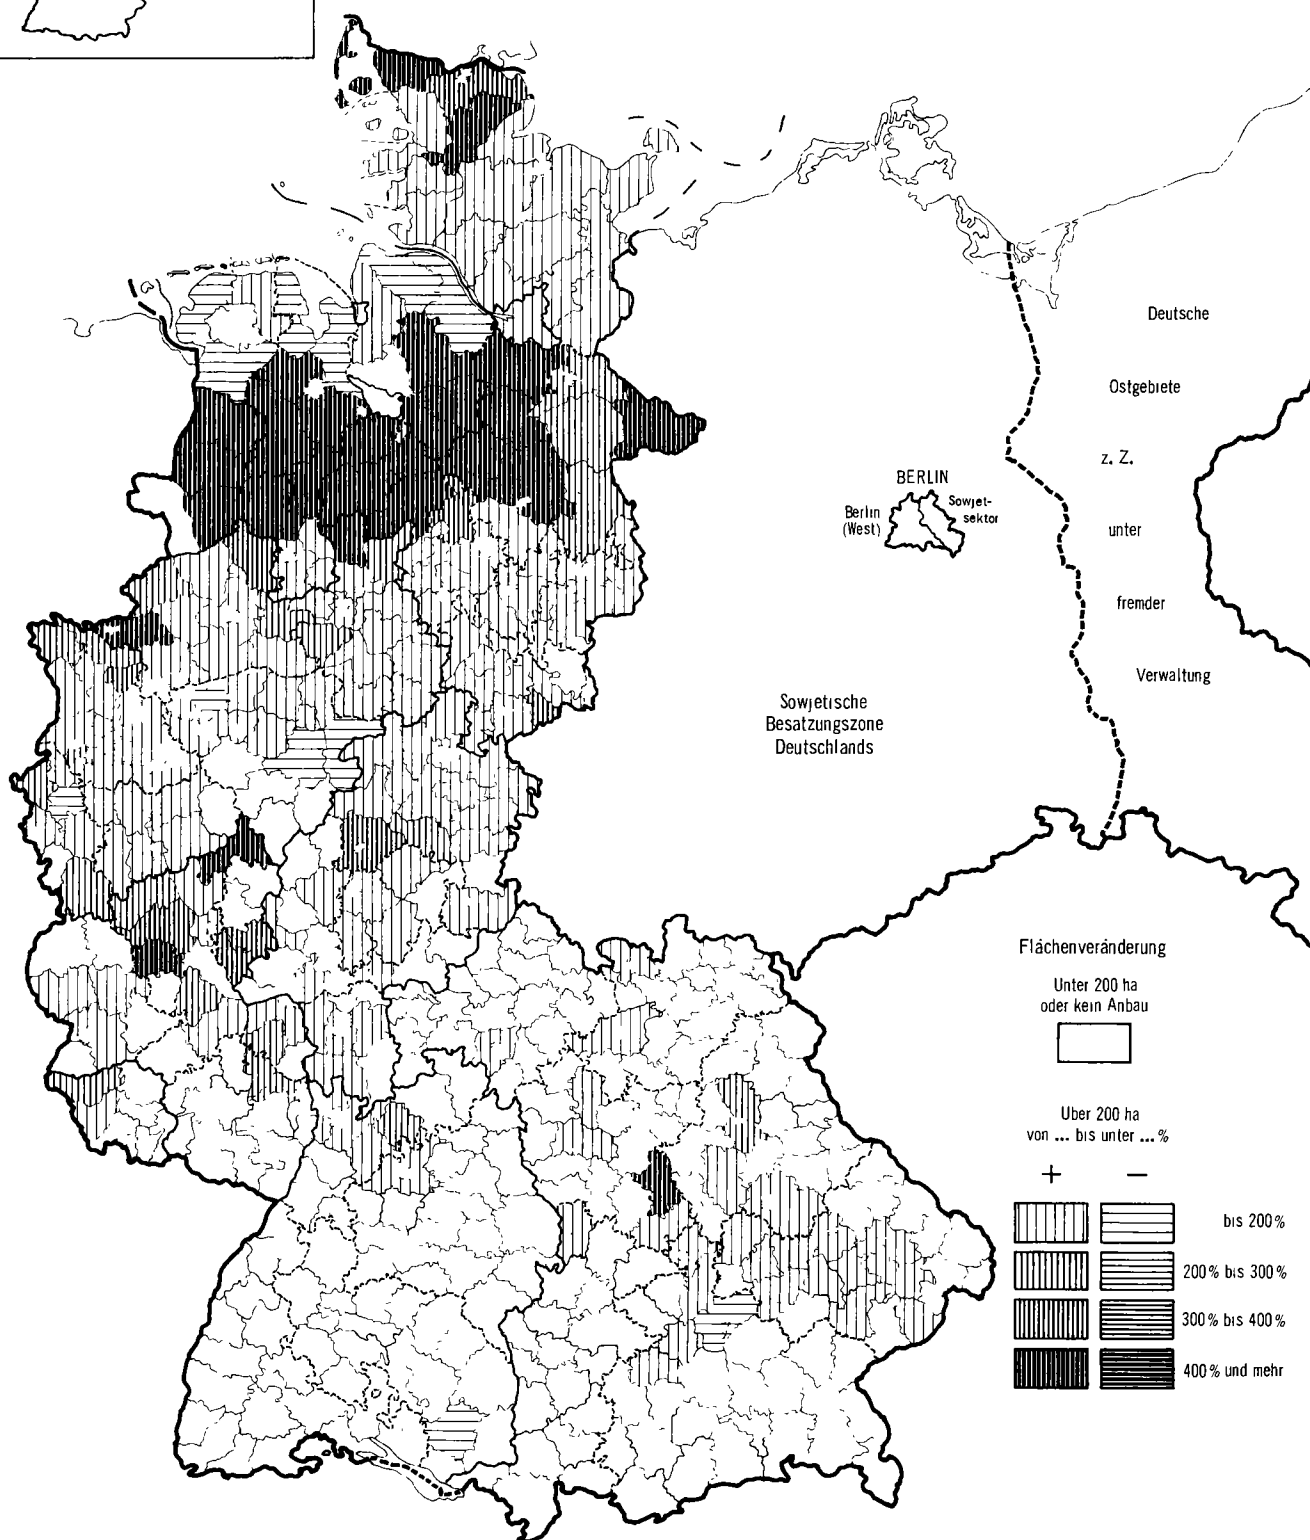 Deutsche
Ostgebiete
z. Z.
unter
fremder
Verwaltung
BERLIN
Berlin
(West)
Sowjet-
sektor
Sowjetische
Besatzungszone
Deutschlands
Flächenveränderung
Unter 200 ha
oder kein Anbau
Uber 200 ha
von ... bis unter ... %
+ −
bis 200 %
200 % bis 300 %
300 % bis 400 %
400 % und mehr